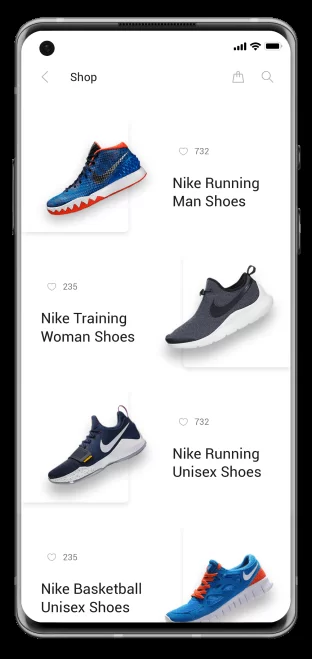 Shop
732
Nike Running
Man Shoes
235
Nike Training
Woman Shoes
732
Nike Running
Unisex Shoes
235
Nike Basketball
Unisex Shoes